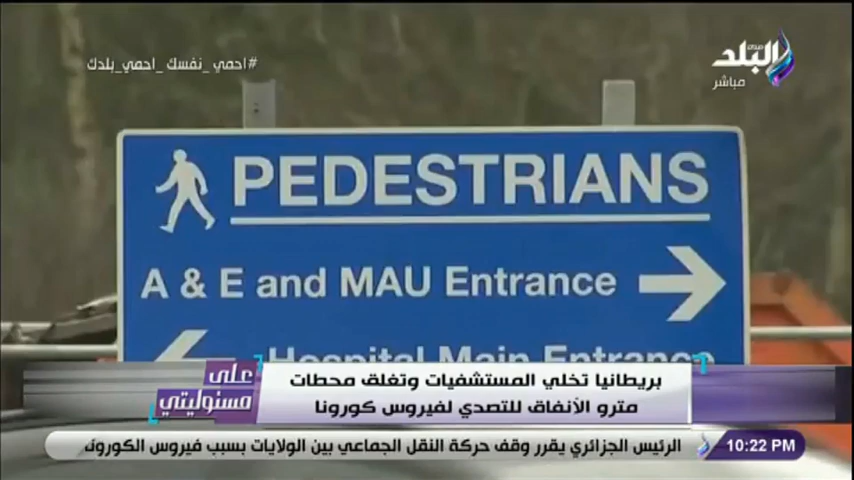 #احمي_نفسك_احمي_بلدك
صدى
البلد
مباشر
PEDESTRIANS
A & E and MAU Entrance
Hospital Main Entrance
على
مسئوليتي
بريطانيا تخلي المستشفيات وتغلق محطات
مترو الأنفاق للتصدي لفيروس كورونا
الرئيس الجزائري يقرر وقف حركة النقل الجماعي بين الولايات بسبب فيروس الكورونا
10:22 PM